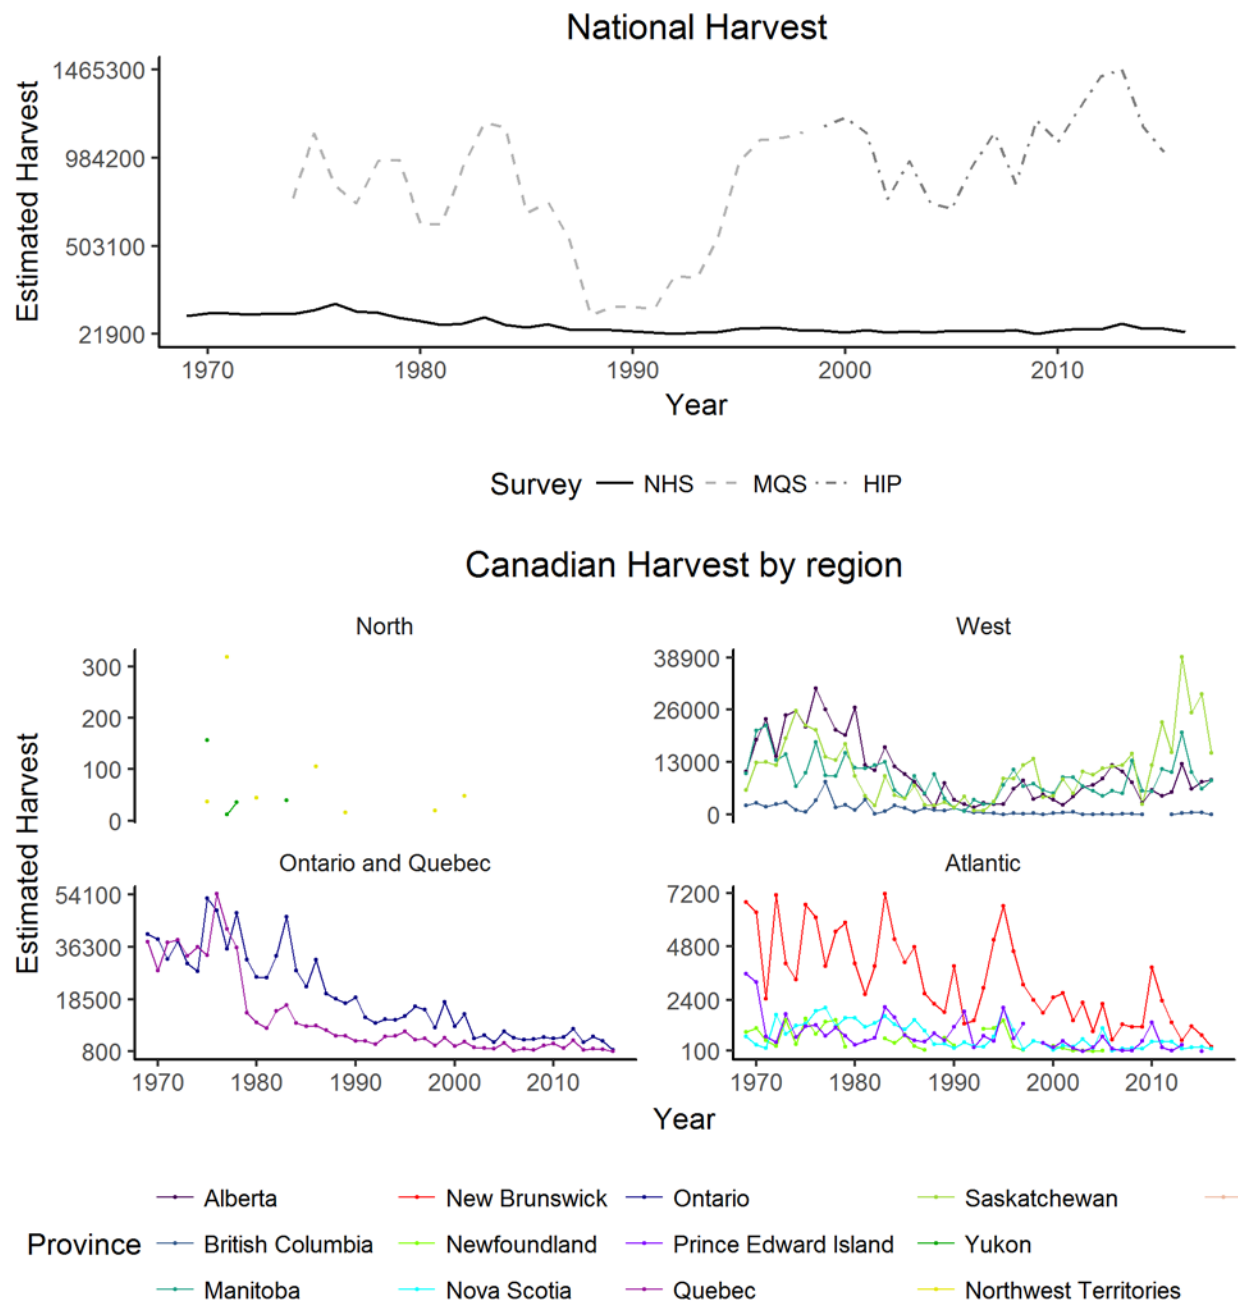 National Harvest
Estimated Harvest
1465300
984200
503100
21900
1970 1980 1990 2000 2010
Year
Survey NHS MQS HIP
Canadian Harvest by region
North West
Estimated Harvest
300
200
100
0
38900
26000
13000
0
Ontario and Quebec Atlantic
54100
36300
18500
800
7200
4800
2400
100
1970 1980 1990 2000 2010 1970 1980 1990 2000 2010
Year
Province
Alberta New Brunswick Ontario Saskatchewan
British Columbia Newfoundland Prince Edward Island Yukon
Manitoba Nova Scotia Quebec Northwest Territories